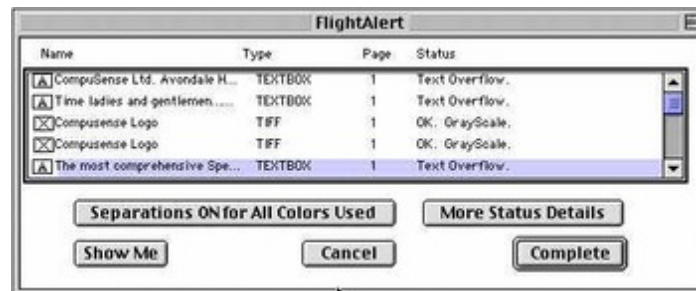 FlightAlert
Name Type Page Status
CompuSense Ltd. Avondale H... TEXTBOX 1 Text Overflow.
Time ladies and gentlemen...... TEXTBOX 1 Text Overflow.
Compusense Logo TIFF 1 OK. GrayScale.
Compusense Logo TIFF 1 OK. GrayScale.
The most comprehensive Spe... TEXTBOX 1 Text Overflow.
Separations ON for All Colors Used More Status Details
Show Me Cancel Complete